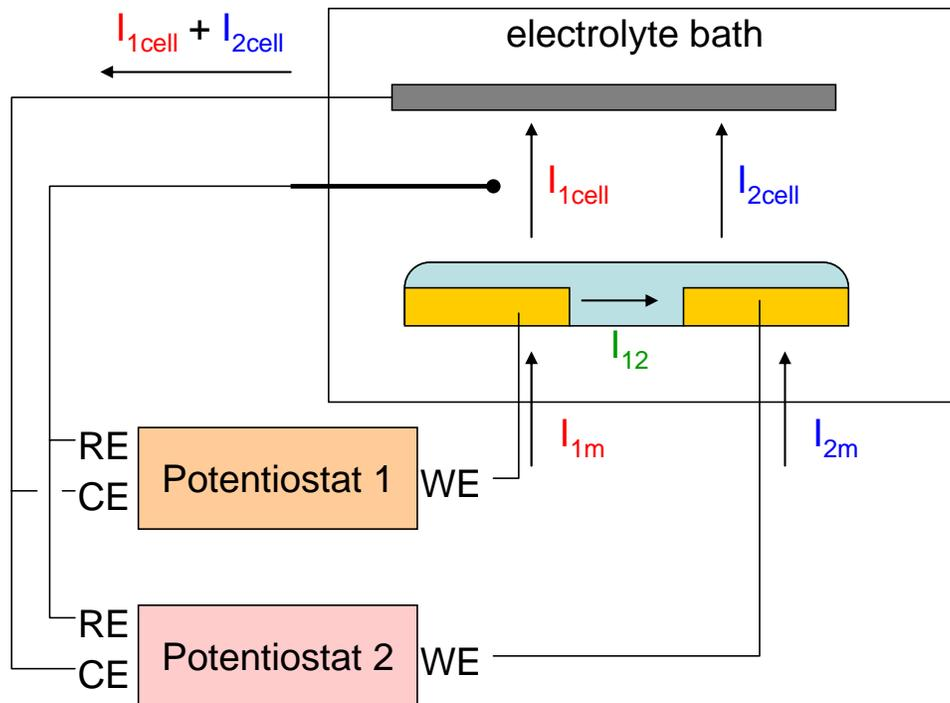 I1cell + I2cell
electrolyte bath
I1cell
I2cell
I12
I1m
I2m
RE
Potentiostat 1
WE
CE
RE
Potentiostat 2
WE
CE